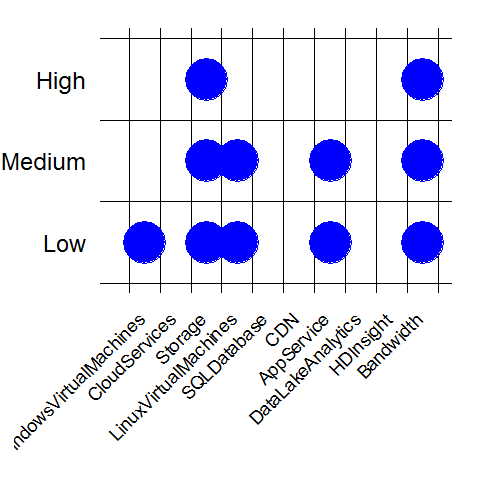 High
Medium
Low
ndowsVirtualMachines
CloudServices
Storage
LinuxVirtualMachines
SQLDatabase
CDN
AppService
DataLakeAnalytics
HDInsight
Bandwidth